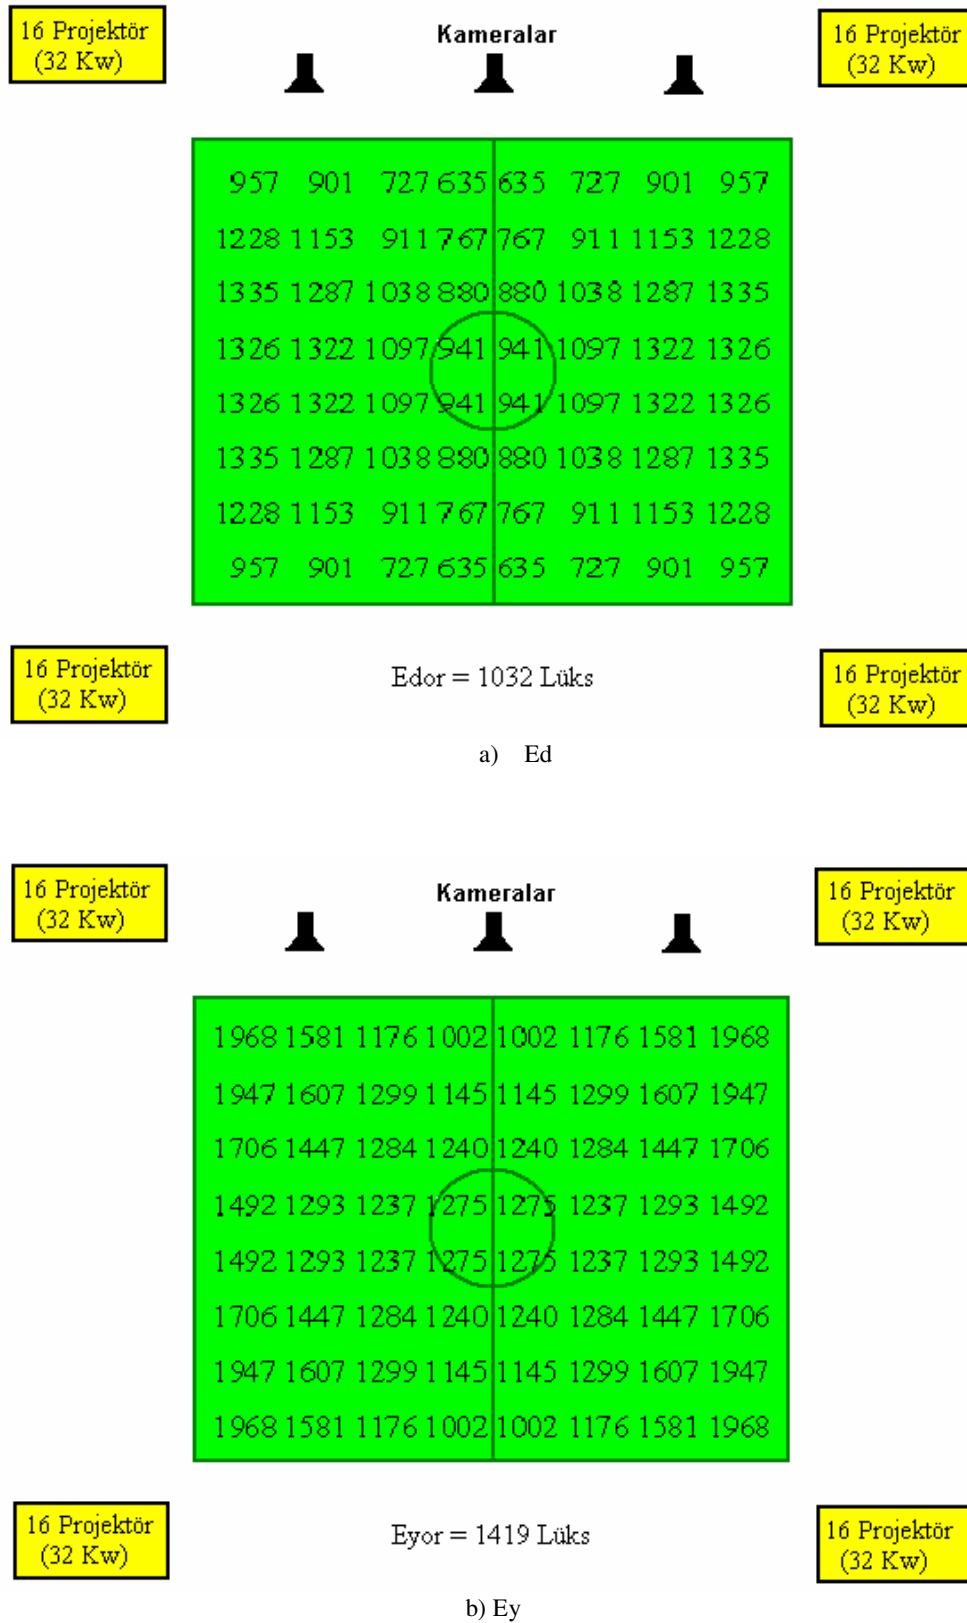 16 Projektör
(32 Kw)
Kameralar
16 Projektör
(32 Kw)
957 901 727 635 635 727 901 957
1228 1153 911 767 767 911 1153 1228
1335 1287 1038 880 880 1038 1287 1335
1326 1322 1097 941 941 1097 1322 1326
1326 1322 1097 941 941 1097 1322 1326
1335 1287 1038 880 880 1038 1287 1335
1228 1153 911 767 767 911 1153 1228
957 901 727 635 635 727 901 957
16 Projektör
(32 Kw)
Edor = 1032 Lüks
16 Projektör
(32 Kw)
a) Ed
16 Projektör
(32 Kw)
Kameralar
16 Projektör
(32 Kw)
1968 1581 1176 1002 1002 1176 1581 1968
1947 1607 1299 1145 1145 1299 1607 1947
1706 1447 1284 1240 1240 1284 1447 1706
1492 1293 1237 1275 1275 1237 1293 1492
1492 1293 1237 1275 1275 1237 1293 1492
1706 1447 1284 1240 1240 1284 1447 1706
1947 1607 1299 1145 1145 1299 1607 1947
1968 1581 1176 1002 1002 1176 1581 1968
16 Projektör
(32 Kw)
Eyor = 1419 Lüks
16 Projektör
(32 Kw)
b) Ey